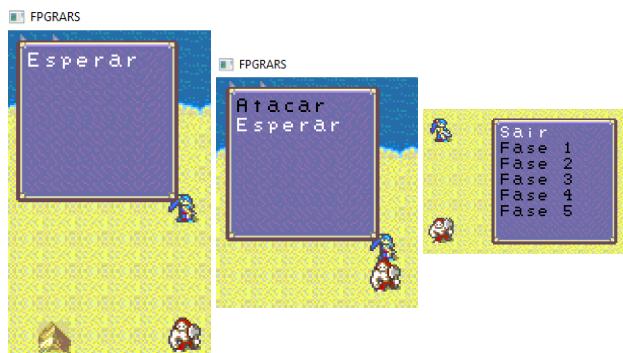 FPGRARS
Esperar
FPGRARS
Atacar
Esperar
Sair
Fase 1
Fase 2
Fase 3
Fase 4
Fase 5